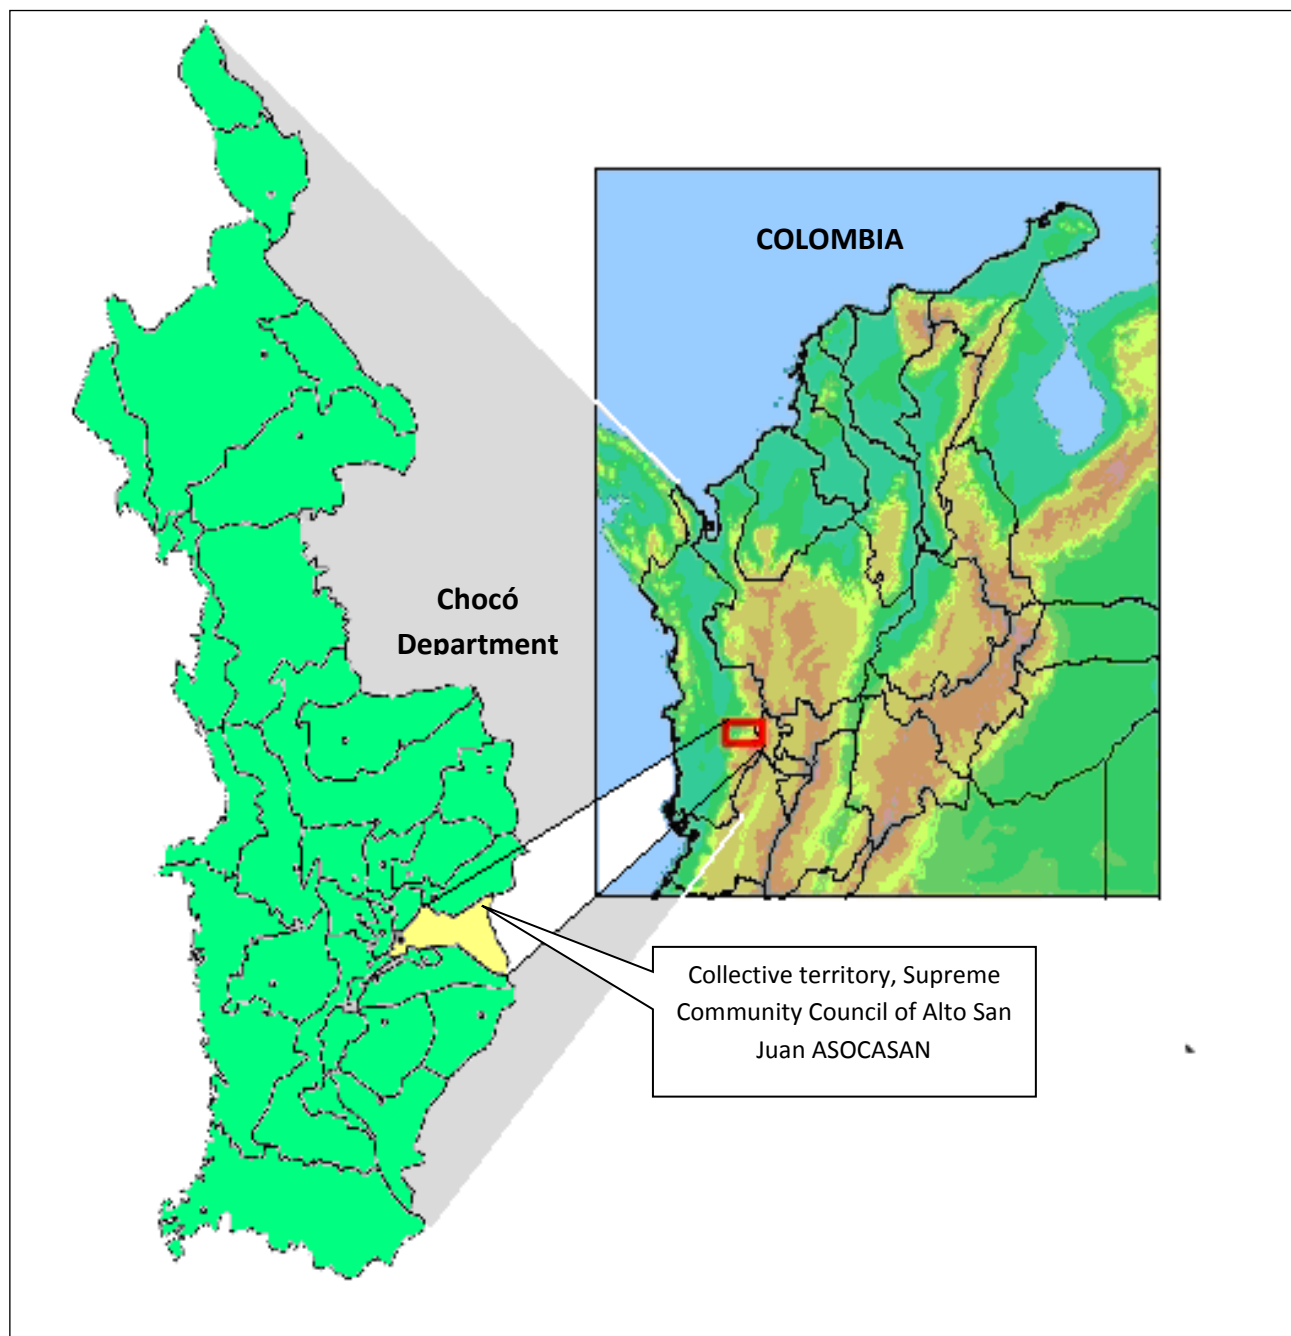 COLOMBIA
Chocó
Department
Collective territory, Supreme
Community Council of Alto San
Juan ASOCASAN